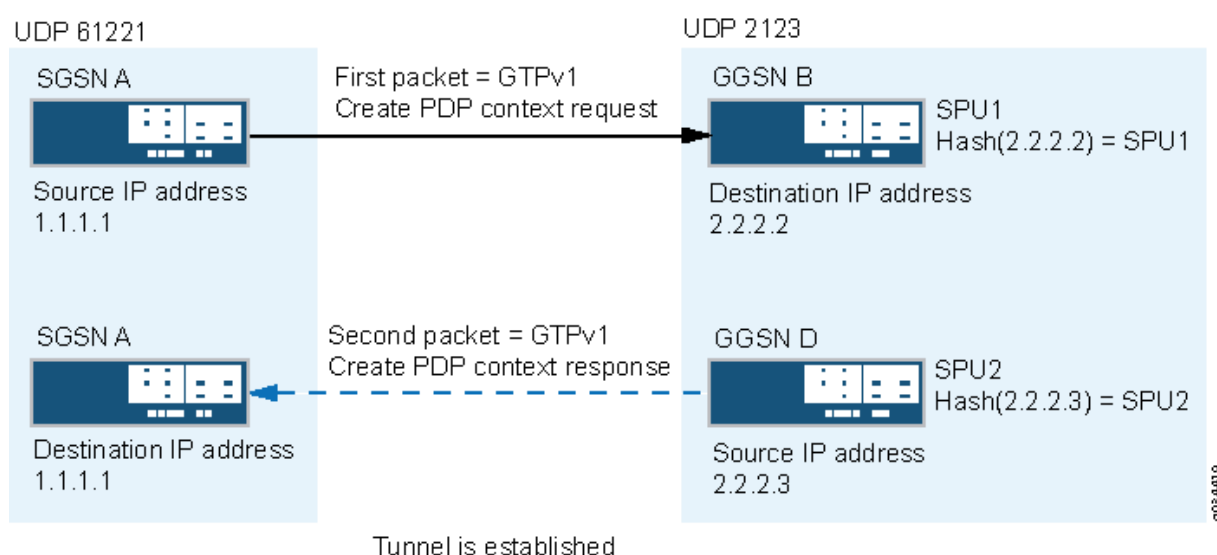 UDP 61221
UDP 2123
SGSN A
First packet = GTPv1
Create PDP context request
GGSN B
SPU1
Hash(2.2.2.2) = SPU1
Source IP address
1.1.1.1
Destination IP address
2.2.2.2
SGSN A
Second packet = GTPv1
Create PDP context response
GGSN D
SPU2
Hash(2.2.2.3) = SPU2
Destination IP address
1.1.1.1
Source IP address
2.2.2.3
Tunnel is established